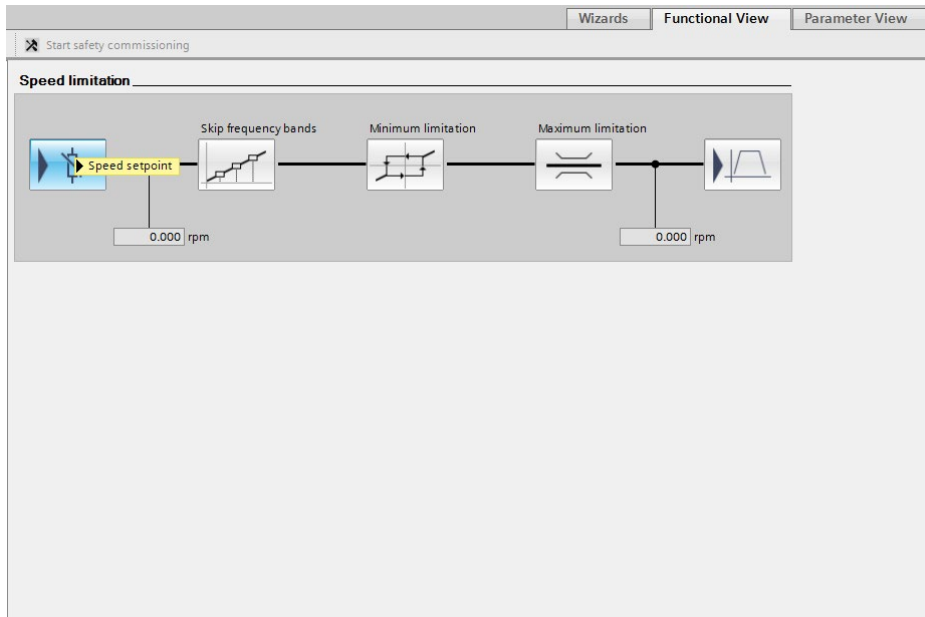 Wizards
Functional View
Parameter View
Start safety commissioning
Speed limitation
Skip frequency bands
Minimum limitation
Maximum limitation
Speed setpoint
0.000 rpm
0.000 rpm